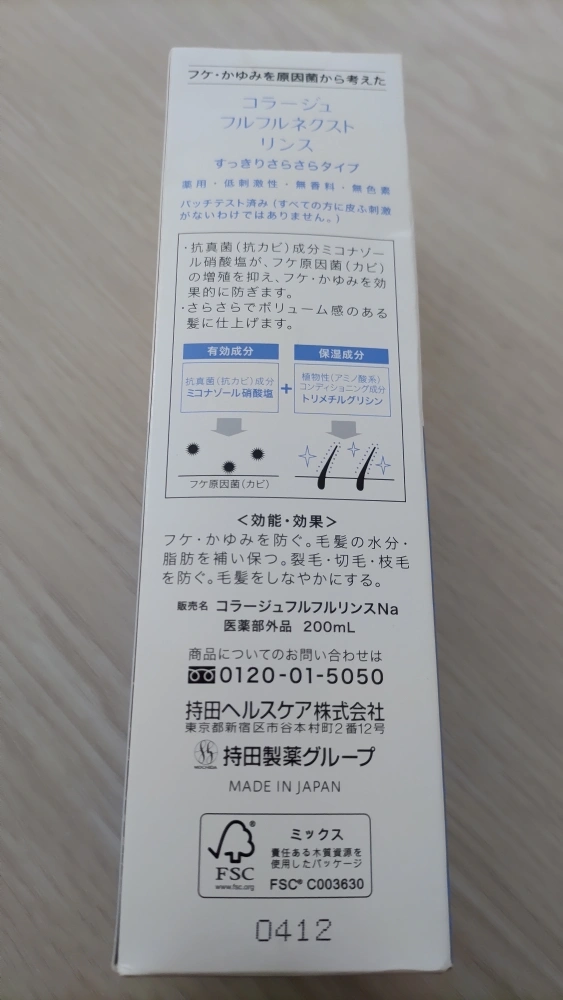 フケ・かゆみを原因菌から考えた
コラージュ
フルフルネクスト
リンス
すっきりさらさらタイプ
薬用・低刺激性・無香料・無色素
パッチテスト済み(すべての方に皮ふ刺激
がないわけではありません。)
・抗真菌(抗カビ)成分ミコナゾー
ル硝酸塩が、フケ原因菌(カビ)
の増殖を抑え、フケ・かゆみを効
果的に防ぎます。
・さらさらでボリューム感のある
髪に仕上げます。
有効成分
抗真菌(抗カビ)成分
ミコナゾール硝酸塩
+
保湿成分
植物性(アミノ酸系)
コンディショニング成分
トリメチルグリシン
フケ原因菌(カビ)
<効能・効果>
フケ・かゆみを防ぐ。毛髪の水分・
脂肪を補い保つ。裂毛・切毛・枝毛
を防ぐ。毛髪をしなやかにする。
販売名 コラージュフルフルリンスNa
医薬部外品 200mL
商品についてのお問い合わせは
0120-01-5050
持田ヘルスケア株式会社
東京都新宿区市谷本村町2番12号
持田製薬グループ
MADE IN JAPAN
ミックス
責任ある木質資源を
使用したパッケージ
FSC® C003630
FSC
www.fsc.org
0412